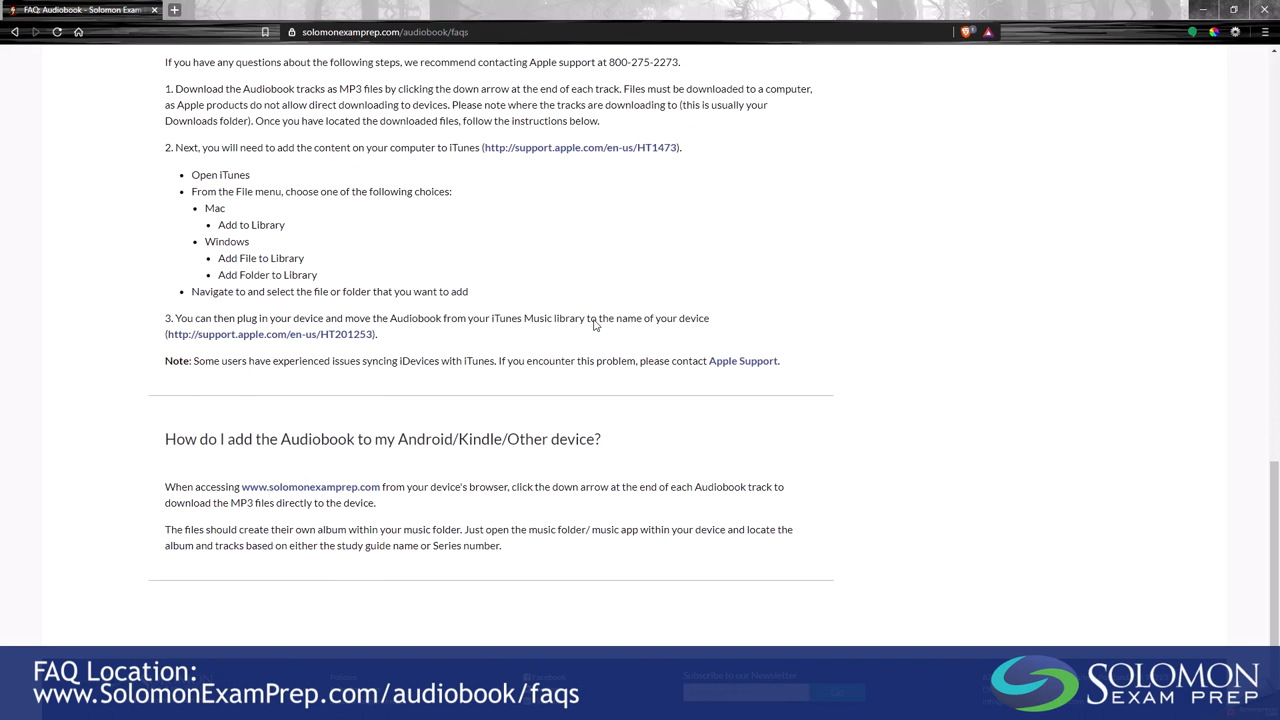 FAQ: Audiobook - Solomon Exam
solomonexamprep.com/audiobook/faqs
If you have any questions about the following steps, we recommend contacting Apple support at 800-275-2273.
1. Download the Audiobook tracks as MP3 files by clicking the down arrow at the end of each track. Files must be downloaded to a computer,
as Apple products do not allow direct downloading to devices. Please note where the tracks are downloading to (this is usually your
Downloads folder). Once you have located the downloaded files, follow the instructions below.
2. Next, you will need to add the content on your computer to iTunes (http://support.apple.com/en-us/HT1473).
• Open iTunes
• From the File menu, choose one of the following choices:
• Mac
• Add to Library
• Windows
• Add File to Library
• Add Folder to Library
• Navigate to and select the file or folder that you want to add
3. You can then plug in your device and move the Audiobook from your iTunes Music library to the name of your device
(http://support.apple.com/en-us/HT201253).
Note: Some users have experienced issues syncing iDevices with iTunes. If you encounter this problem, please contact Apple Support.
How do I add the Audiobook to my Android/Kindle/Other device?
When accessing www.solomonexamprep.com from your device's browser, click the down arrow at the end of each Audiobook track to
download the MP3 files directly to the device.
The files should create their own album within your music folder. Just open the music folder/ music app within your device and locate the
album and tracks based on either the study guide name or Series number.
FAQ Location:
www.SolomonExamPrep.com/audiobook/faqs
Policies
Facebook
Subscribe to our Newsletter
SOLOMON
EXAM PREP